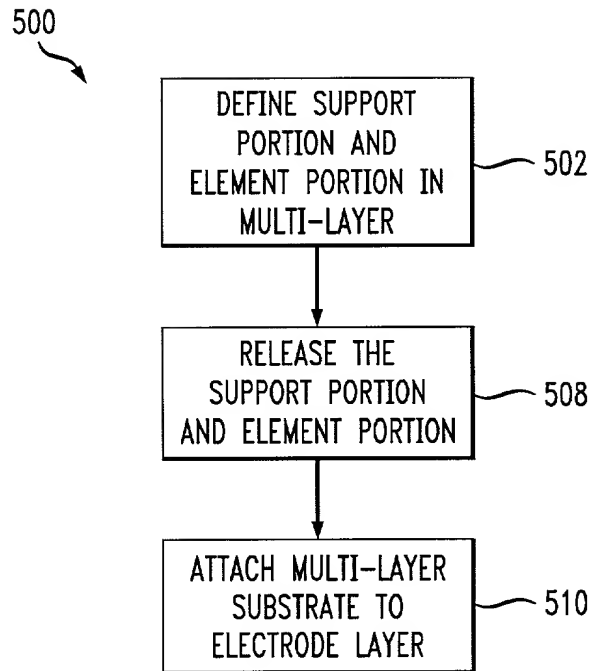 500
DEFINE SUPPORT
PORTION AND
ELEMENT PORTION IN
MULTI-LAYER
502
RELEASE THE
SUPPORT PORTION
AND ELEMENT PORTION
508
ATTACH MULTI-LAYER
SUBSTRATE TO
ELECTRODE LAYER
510